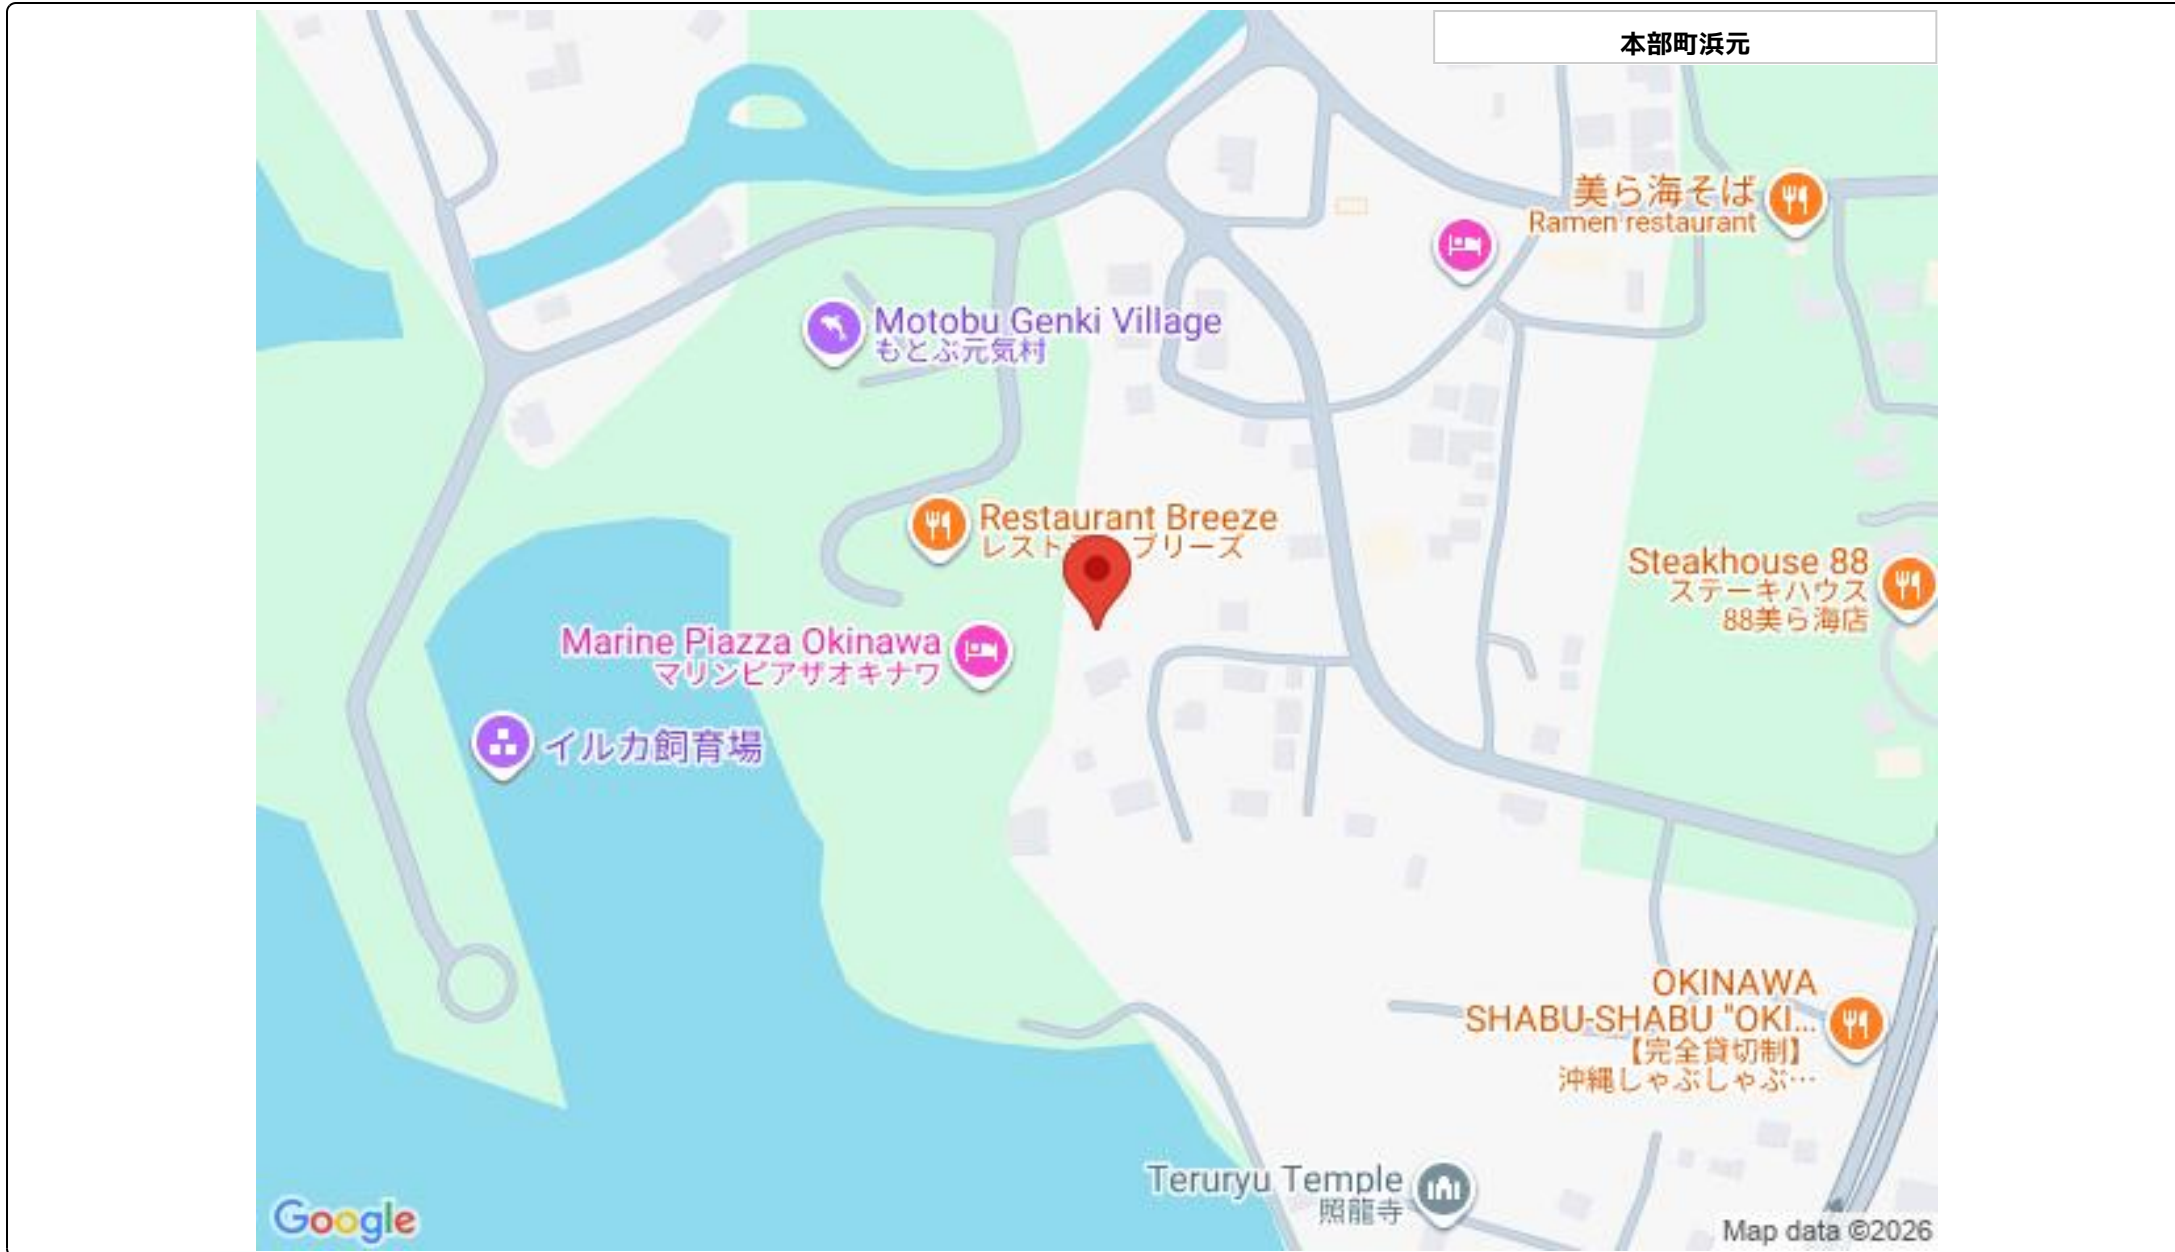 本部町浜元
美ら海そば
Ramen restaurant
Motobu Genki Village
もとぶ元気村
Restaurant Breeze
ブリーズ
Steakhouse 88
ステーキハウス
88美ら海店
Marine Piazza Okinawa
マリンピアザオキナワ
イルカ飼育場
OKINAWA
SHABU-SHABU "OKI...
【完全貸切制】
沖縄しゃぶしゃぶ…
Teruryu Temple
照龍寺
Google
Map data ©2026